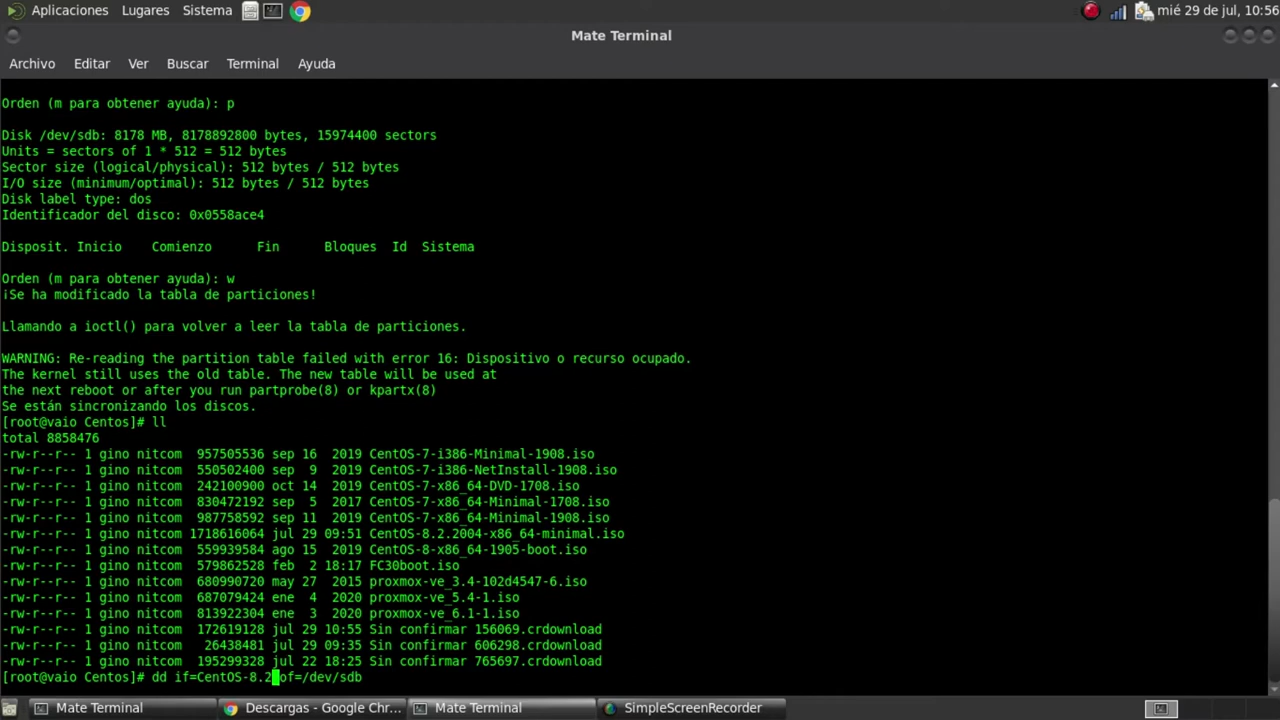 Aplicaciones Lugares Sistema mié 29 de jul, 10:56
Mate Terminal
Archivo Editar Ver Buscar Terminal Ayuda
Orden (m para obtener ayuda): p
Disk /dev/sdb: 8178 MB, 8178892800 bytes, 15974400 sectors
Units = sectors of 1 * 512 = 512 bytes
Sector size (logical/physical): 512 bytes / 512 bytes
I/O size (minimum/optimal): 512 bytes / 512 bytes
Disk label type: dos
Identificador del disco: 0x0558ace4
Disposit. Inicio Comienzo Fin Bloques Id Sistema
Orden (m para obtener ayuda): w
¡Se ha modificado la tabla de particiones!
Llamando a ioctl() para volver a leer la tabla de particiones.
WARNING: Re-reading the partition table failed with error 16: Dispositivo o recurso ocupado.
The kernel still uses the old table. The new table will be used at
the next reboot or after you run partprobe(8) or kpartx(8)
Se están sincronizando los discos.
[root@vaio Centos]# ll
total 8858476
-rw-r--r-- 1 gino nitcom 957505536 sep 16 2019 CentOS-7-i386-Minimal-1908.iso
-rw-r--r-- 1 gino nitcom 550502400 sep 9 2019 CentOS-7-i386-NetInstall-1908.iso
-rw-r--r-- 1 gino nitcom 242100900 oct 14 2019 CentOS-7-x86_64-DVD-1708.iso
-rw-r--r-- 1 gino nitcom 830472192 sep 5 2017 CentOS-7-x86_64-Minimal-1708.iso
-rw-r--r-- 1 gino nitcom 987758592 sep 11 2019 CentOS-7-x86_64-Minimal-1908.iso
-rw-r--r-- 1 gino nitcom 1718616064 jul 29 09:51 CentOS-8.2.2004-x86_64-minimal.iso
-rw-r--r-- 1 gino nitcom 559939584 ago 15 2019 CentOS-8-x86_64-1905-boot.iso
-rw-r--r-- 1 gino nitcom 579862528 feb 2 18:17 FC30boot.iso
-rw-r--r-- 1 gino nitcom 680990720 may 27 2015 proxmox-ve_3.4-102d4547-6.iso
-rw-r--r-- 1 gino nitcom 687079424 ene 4 2020 proxmox-ve_5.4-1.iso
-rw-r--r-- 1 gino nitcom 813922304 ene 3 2020 proxmox-ve_6.1-1.iso
-rw-r--r-- 1 gino nitcom 172619128 jul 29 10:55 Sin confirmar 156069.crdownload
-rw-r--r-- 1 gino nitcom 26438481 jul 29 09:35 Sin confirmar 606298.crdownload
-rw-r--r-- 1 gino nitcom 195299328 jul 22 18:25 Sin confirmar 765697.crdownload
[root@vaio Centos]# dd if=CentOS-8.2 of=/dev/sdb
Mate Terminal Descargas - Google Chr... Mate Terminal SimpleScreenRecorder